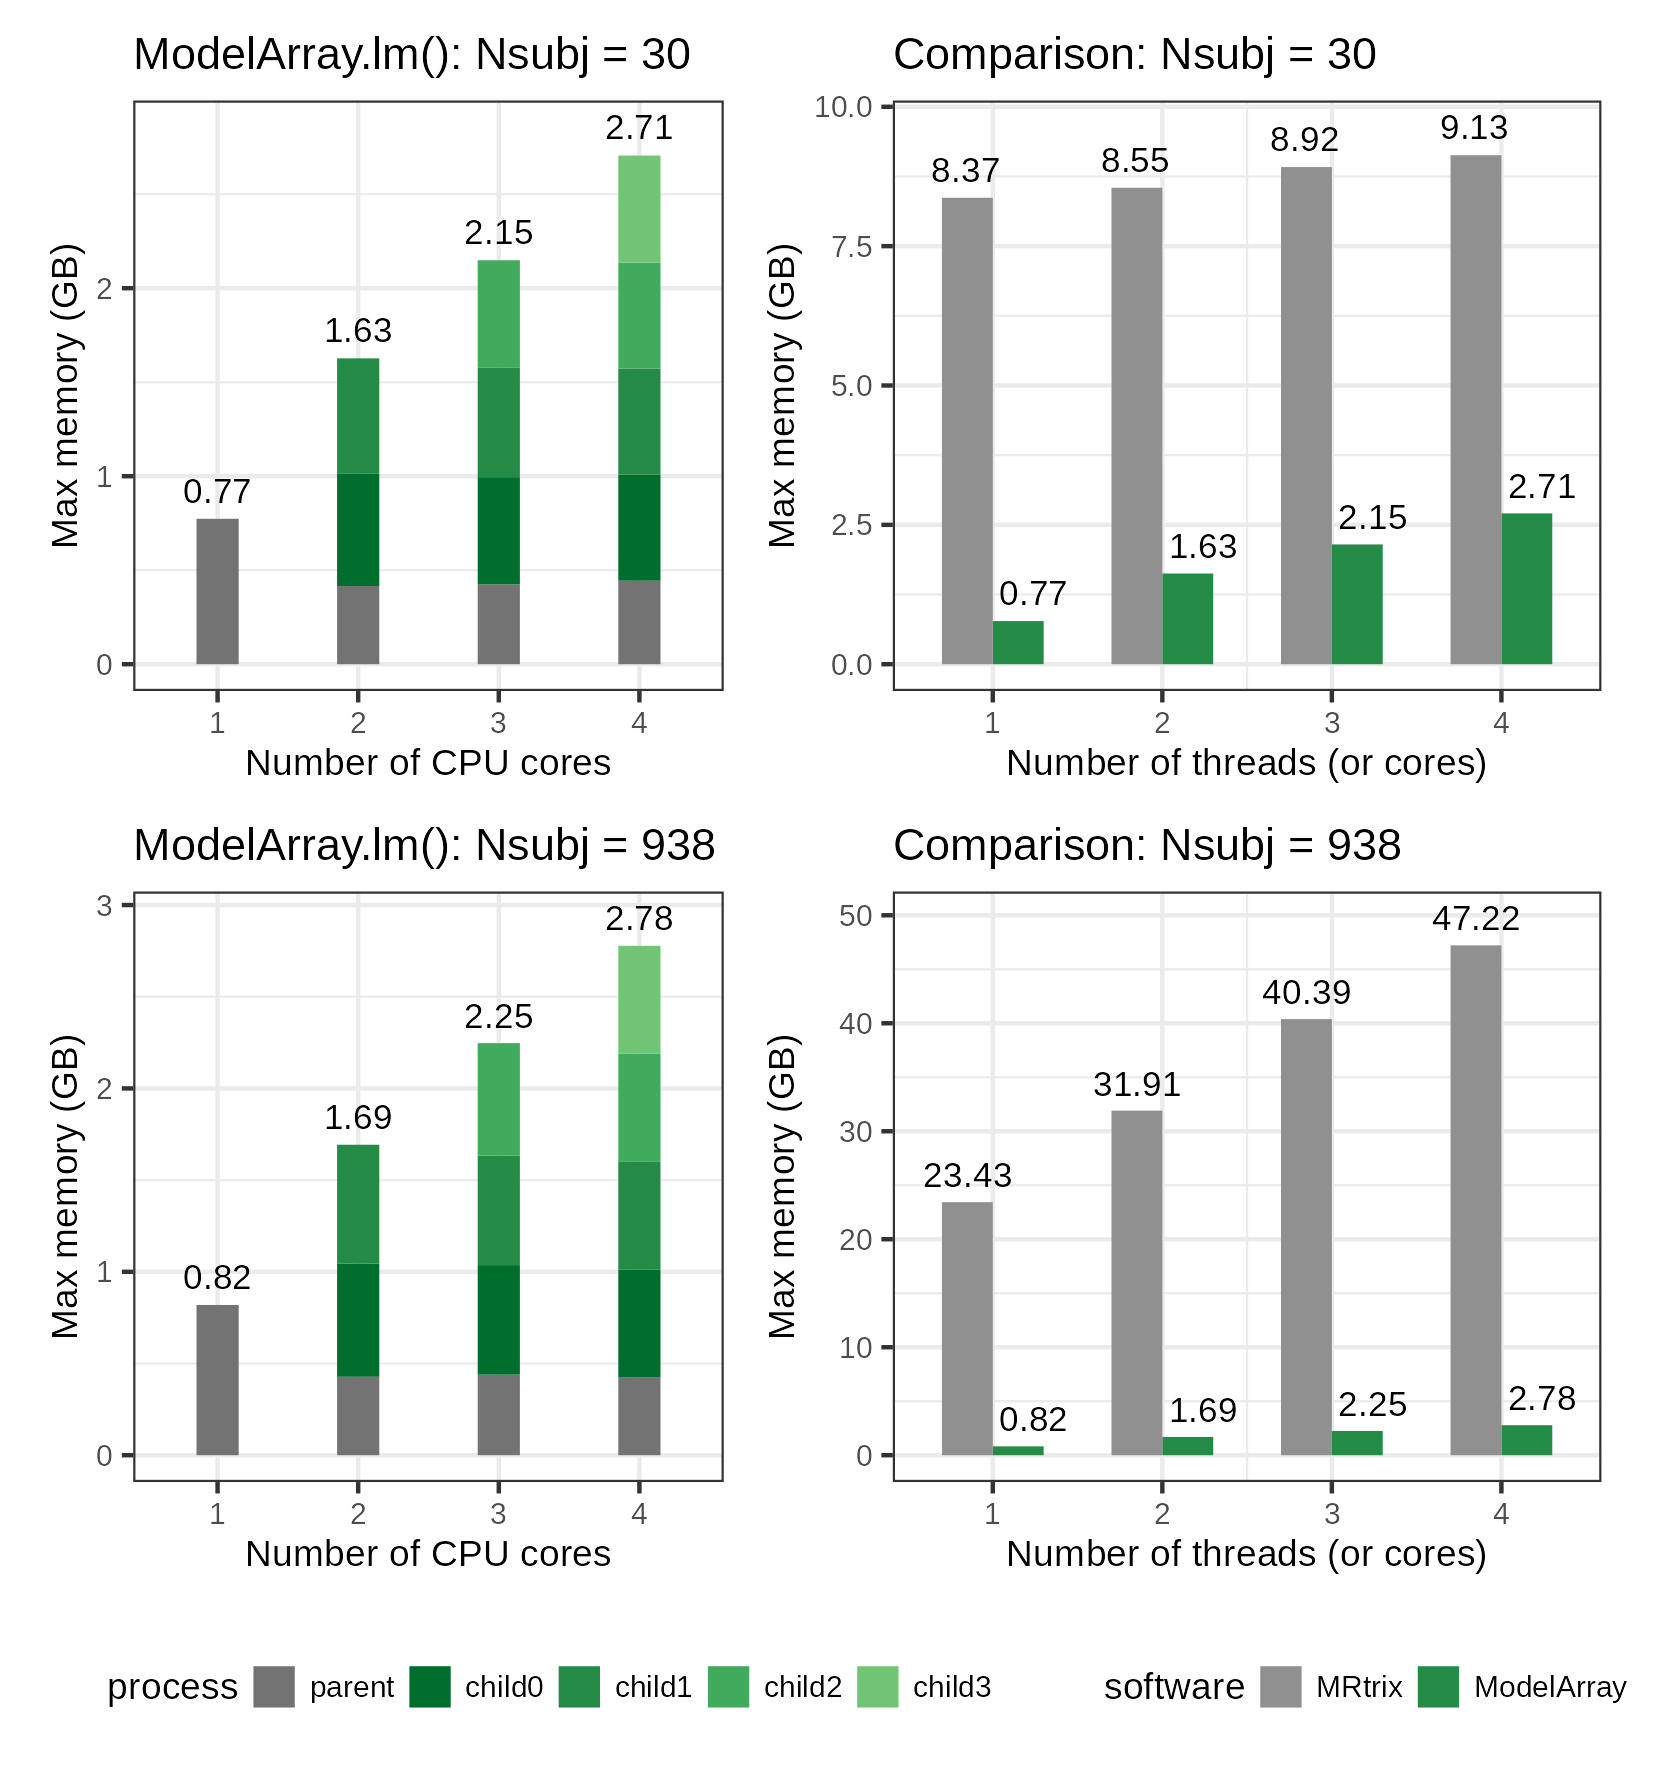 ModelArray.lm(): Nsubj = 30
Max memory (GB)
2
1
0
0.77
1.63
2.15
2.71
1 2 3 4
Number of CPU cores
Comparison: Nsubj = 30
Max memory (GB)
10.0
7.5
5.0
2.5
0.0
8.37
0.77
8.55
1.63
8.92
2.15
9.13
2.71
1 2 3 4
Number of threads (or cores)
ModelArray.lm(): Nsubj = 938
Max memory (GB)
3
2
1
0
0.82
1.69
2.25
2.78
1 2 3 4
Number of CPU cores
Comparison: Nsubj = 938
Max memory (GB)
50
40
30
20
10
0
23.43
0.82
31.91
1.69
40.39
2.25
47.22
2.78
1 2 3 4
Number of threads (or cores)
process parent child0 child1 child2 child3
software MRtrix ModelArray